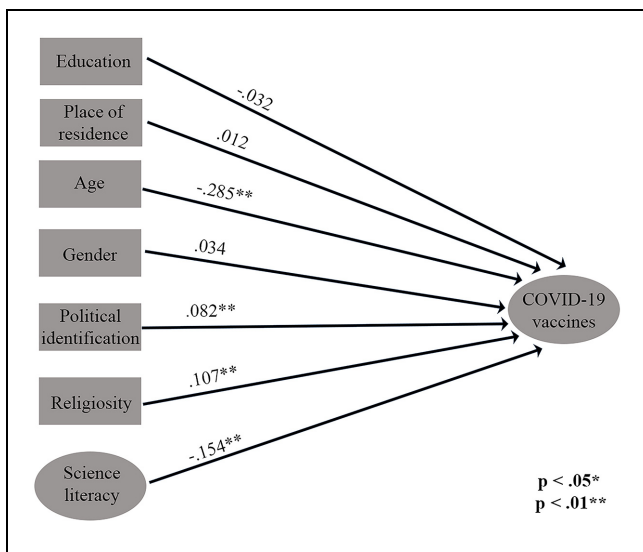 Education
-.032
Place of
residence
.012
Age
-.285**
Gender
.034
Political
identification
.082**
Religiosity
.107**
Science
literacy
-.154**
COVID-19
vaccines
p < .05*
p < .01**